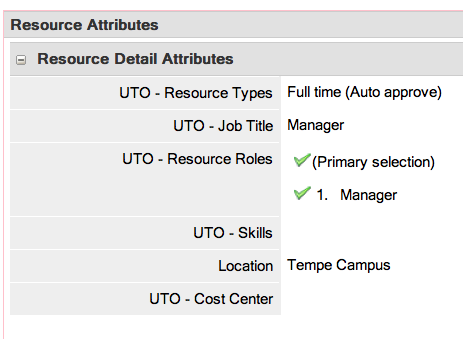 Resource Attributes
Resource Detail Attributes
UTO - Resource Types Full time (Auto approve)
UTO - Job Title Manager
UTO - Resource Roles (Primary selection)
1. Manager
UTO - Skills
Location Tempe Campus
UTO - Cost Center